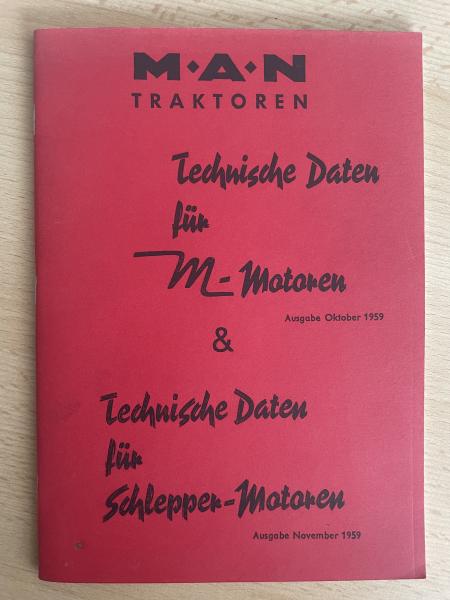 M·A·N
TRAKTOREN
Technische Daten
für
M-Motoren
Ausgabe Oktober 1959
&
Technische Daten
für
Schlepper-Motoren
Ausgabe November 1959